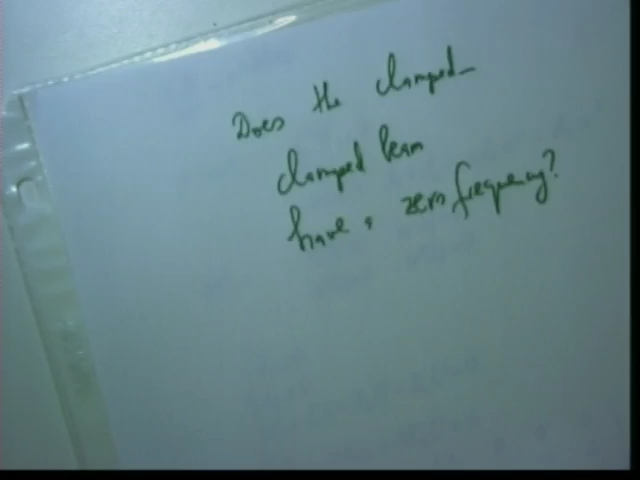 Does the clamped-
clamped beam
have a zero frequency?